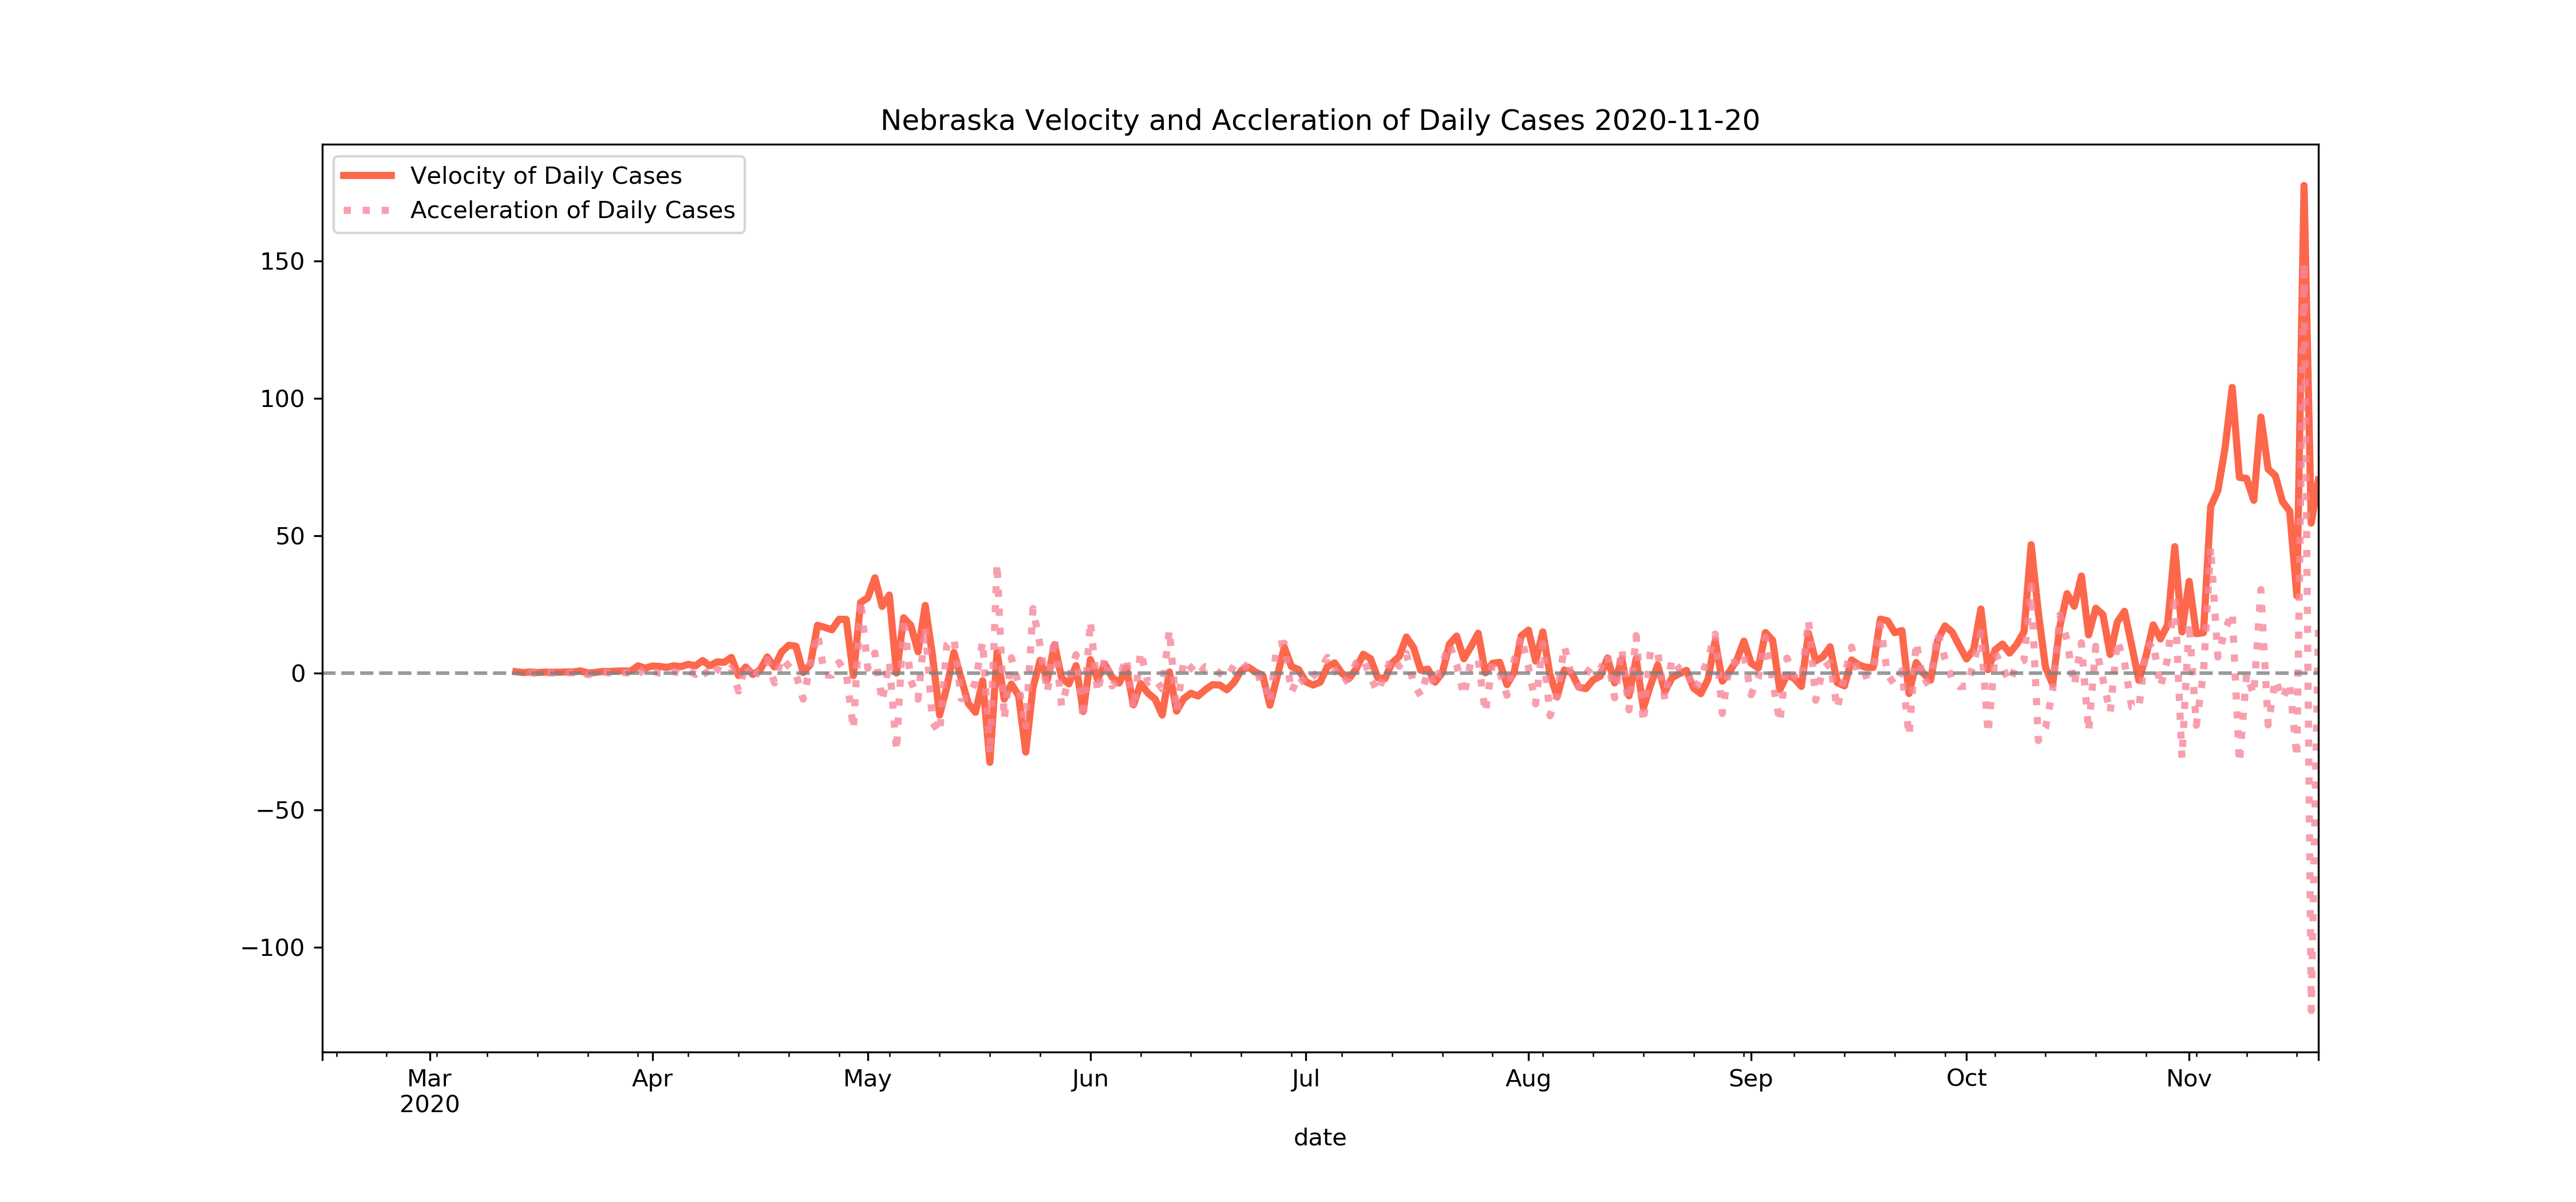 Nebraska Velocity and Accleration of Daily Cases 2020-11-20
Velocity of Daily Cases
Acceleration of Daily Cases
150
100
50
0
−50
−100
Mar Apr May Jun Jul Aug Sep Oct Nov
2020
date